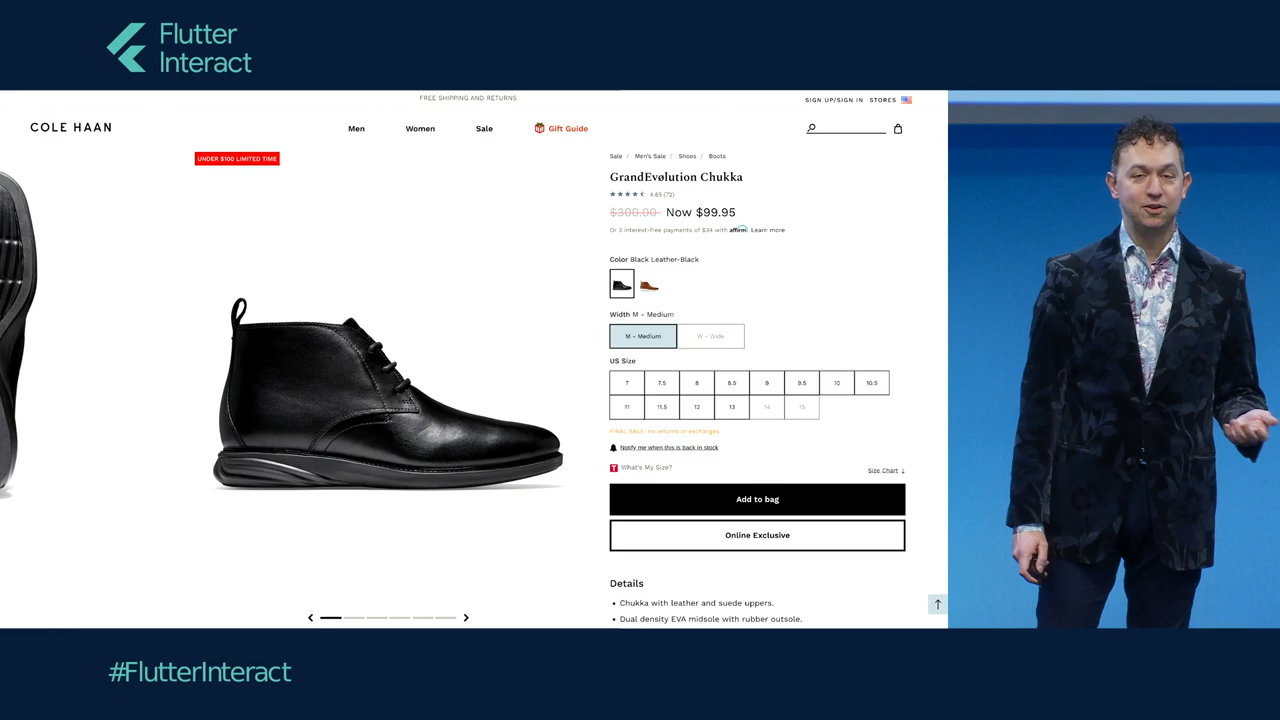 Flutter
Interact
FREE SHIPPING AND RETURNS
SIGN UP/SIGN IN STORES
COLE HAAN
Men Women Sale Gift Guide
UNDER $100 LIMITED TIME
Sale / Men's Sale / Shoes / Boots
GrandEvølution Chukka
4.65 (72)
$300.00 Now $99.95
Or 3 interest-free payments of $34 with affirm. Learn more
Color Black Leather-Black
Width M - Medium
M - Medium W - Wide
US Size
7 7.5 8 8.5 9 9.5 10 10.5
11 11.5 12 13 14 15
FINAL SALE: no returns or exchanges
Notify me when this is back in stock
T What's My Size?
Size Chart ↓
Add to bag
Online Exclusive
Details
• Chukka with leather and suede uppers.
• Dual density EVA midsole with rubber outsole.
#FlutterInteract